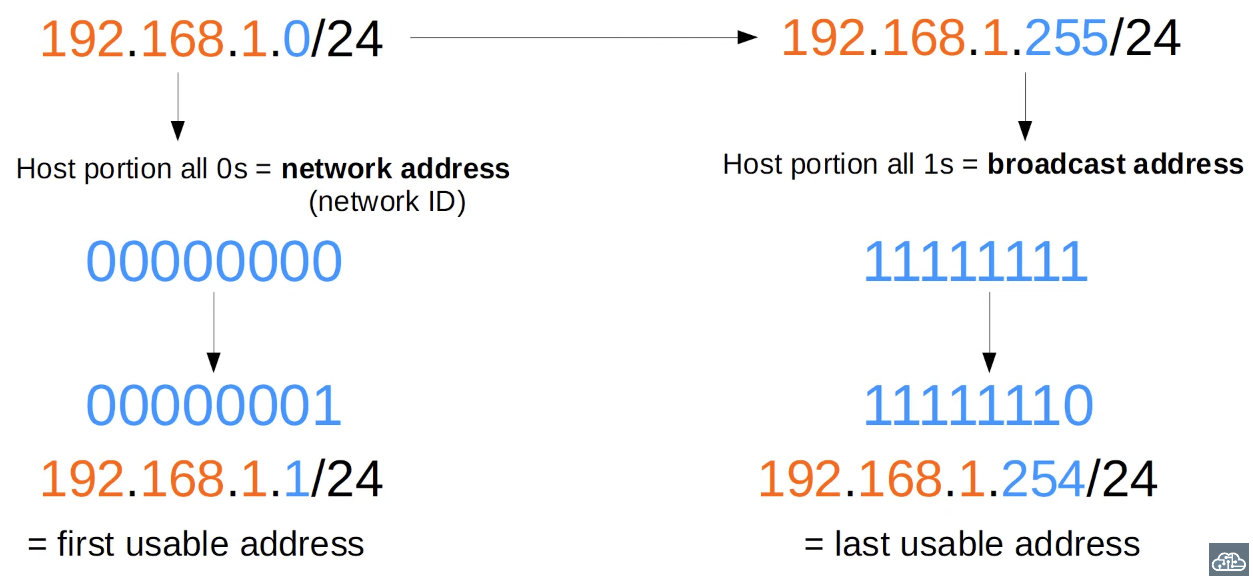 192.168.1.0/24
192.168.1.255/24
Host portion all 0s = network address
(network ID)
Host portion all 1s = broadcast address
00000000
11111111
00000001
11111110
192.168.1.1/24
192.168.1.254/24
= first usable address
= last usable address